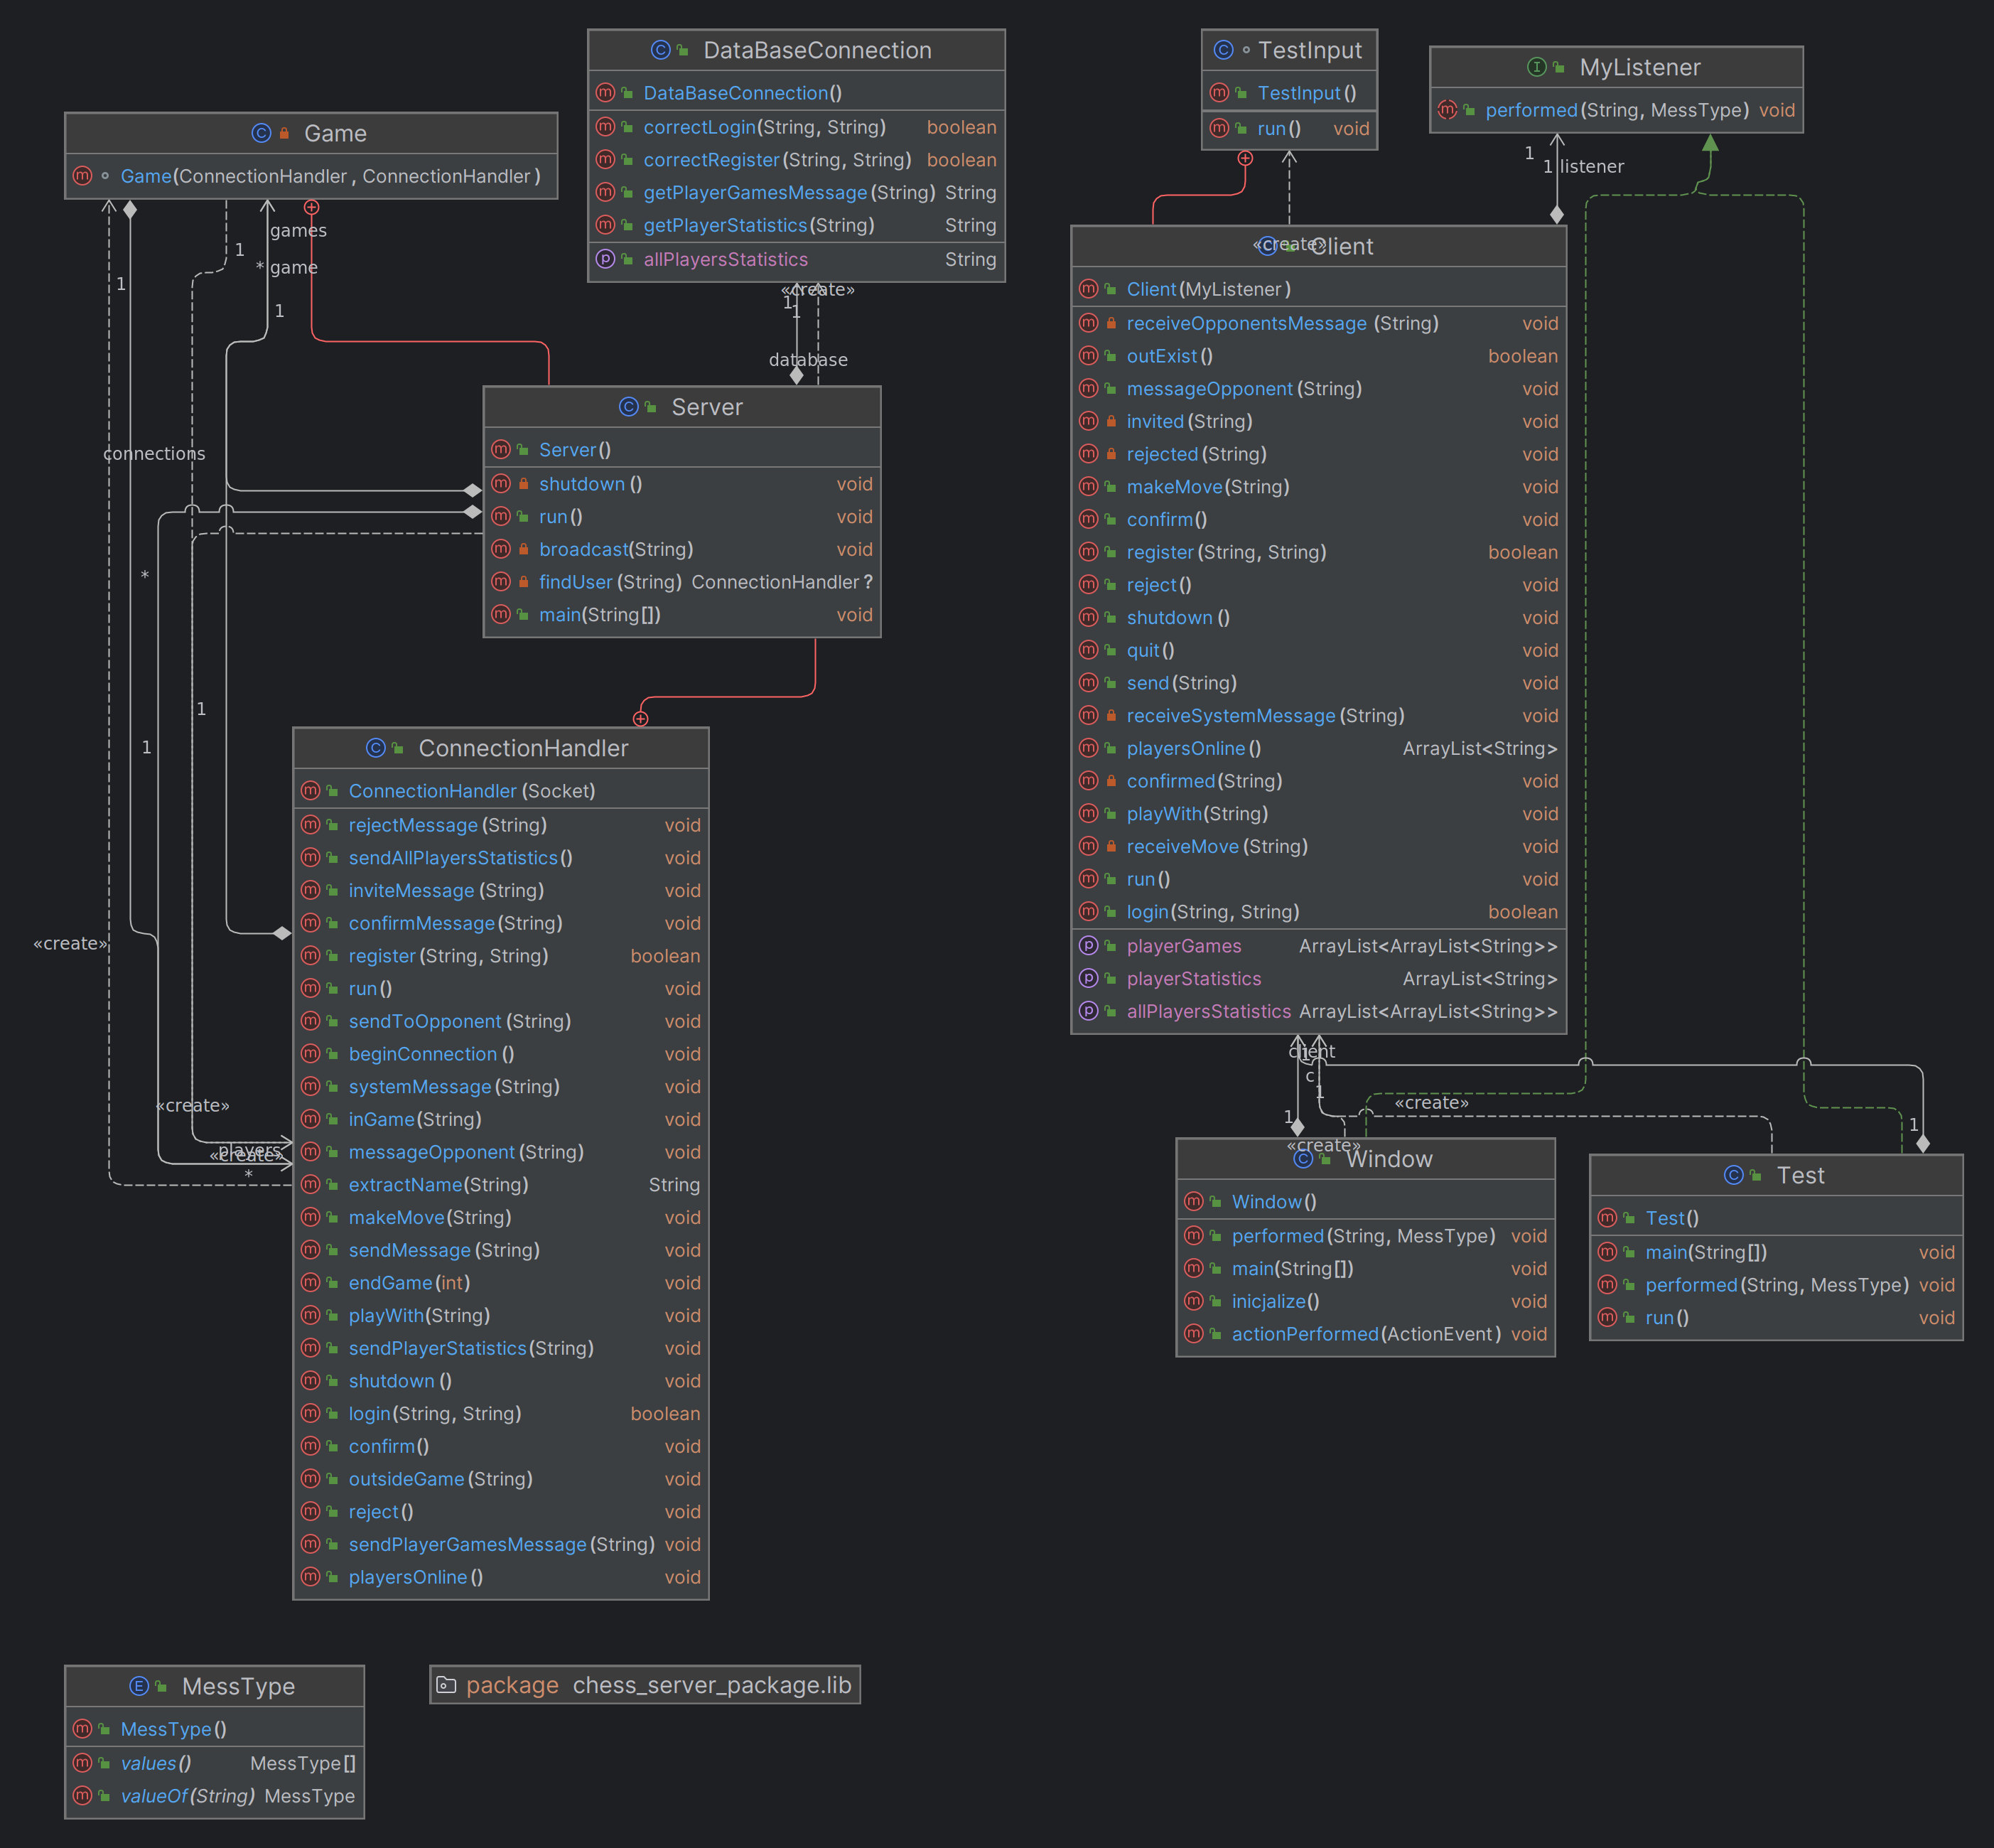 DataBaseConnection
DataBaseConnection()
correctLogin(String, String) boolean
correctRegister(String, String) boolean
getPlayerGamesMessage(String) String
getPlayerStatistics(String) String
allPlayersStatistics String
TestInput
TestInput()
run() void
MyListener
performed(String, MessType) void
Game
Game(ConnectionHandler, ConnectionHandler)
1
1 listener
games
1
* game
1
1
«create»
1
1
database
connections
*
1
1
«create»
«create»
players
«create»
*
Server
Server()
shutdown() void
run() void
broadcast(String) void
findUser(String) ConnectionHandler?
main(String[]) void
«create»
Client
Client(MyListener)
receiveOpponentsMessage(String) void
outExist() boolean
messageOpponent(String) void
invited(String) void
rejected(String) void
makeMove(String) void
confirm() void
register(String, String) boolean
reject() void
shutdown() void
quit() void
send(String) void
receiveSystemMessage(String) void
playersOnline() ArrayList<String>
confirmed(String) void
playWith(String) void
receiveMove(String) void
run() void
login(String, String) boolean
playerGames ArrayList<ArrayList<String>>
playerStatistics ArrayList<String>
allPlayersStatistics ArrayList<ArrayList<String>>
ConnectionHandler
ConnectionHandler(Socket)
rejectMessage(String) void
sendAllPlayersStatistics() void
inviteMessage(String) void
confirmMessage(String) void
register(String, String) boolean
run() void
sendToOpponent(String) void
beginConnection() void
systemMessage(String) void
inGame(String) void
messageOpponent(String) void
extractName(String) String
makeMove(String) void
sendMessage(String) void
endGame(int) void
playWith(String) void
sendPlayerStatistics(String) void
shutdown() void
login(String, String) boolean
confirm() void
outsideGame(String) void
reject() void
sendPlayerGamesMessage(String) void
playersOnline() void
client
1
c
1
«create»
1
1
«create»
Window
Window()
performed(String, MessType) void
main(String[]) void
inicjalize() void
actionPerformed(ActionEvent) void
Test
Test()
main(String[]) void
performed(String, MessType) void
run() void
MessType
MessType()
values() MessType[]
valueOf(String) MessType
package chess_server_package.lib